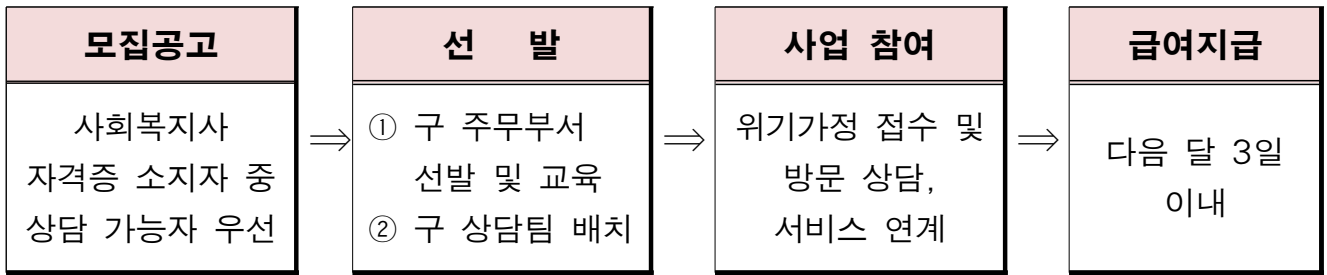 모집공고
사회복지사
자격증 소지자 중
상담 가능자 우선
⇒
선 발
① 구 주무부서
선발 및 교육
② 구 상담팀 배치
⇒
사업 참여
위기가정 접수 및
방문 상담,
서비스 연계
⇒
급여지급
다음 달 3일
이내